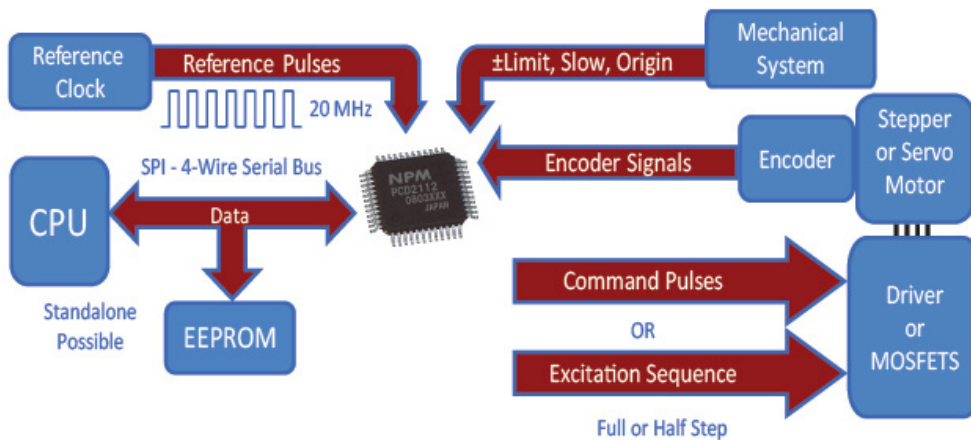 Reference
Clock
Reference Pulses
20 MHz
±Limit, Slow, Origin
Mechanical
System
SPI - 4-Wire Serial Bus
CPU
Data
NPM
PCD2112
0803XXX
JAPAN
Encoder Signals
Encoder
Stepper
or Servo
Motor
Standalone
Possible
EEPROM
Command Pulses
OR
Excitation Sequence
Driver
or
MOSFETS
Full or Half Step